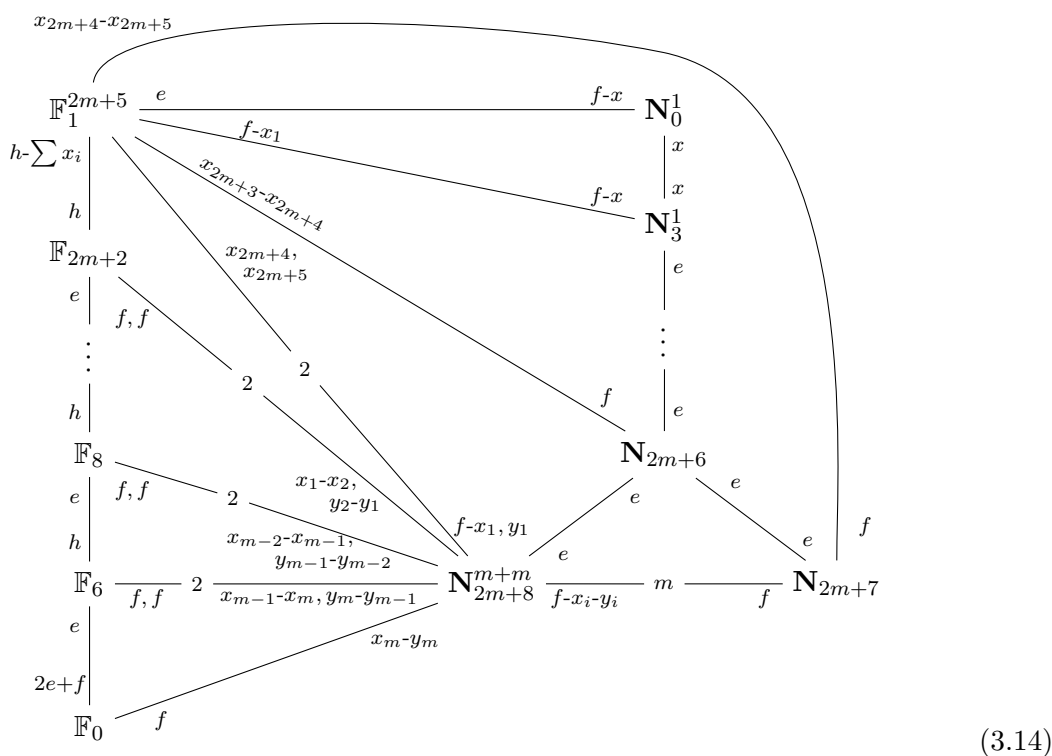 x_{2m+4}-x_{2m+5}
𝔽_1^{2m+5} e f-x 𝐍_0^1
h-∑ x_i f-x_1 x
x_{2m+3}-x_{2m+4} f-x x
h 𝐍_3^1
𝔽_{2m+2} x_{2m+4}, e
e x_{2m+5}
f, f
⋮ ⋮
2 2
h f e
𝔽_8 𝐍_{2m+6}
e f, f 2 x_1-x_2, e e
y_2-y_1
h x_{m-2}-x_{m-1}, f-x_1, y_1 f
y_{m-1}-y_{m-2} e e
𝔽_6 2 𝐍_{2m+8}^{m+m} m 𝐍_{2m+7}
f, f x_{m-1}-x_m, y_m-y_{m-1} f-x_i-y_i f
e
x_m-y_m
2e+f
𝔽_0 f
(3.14)